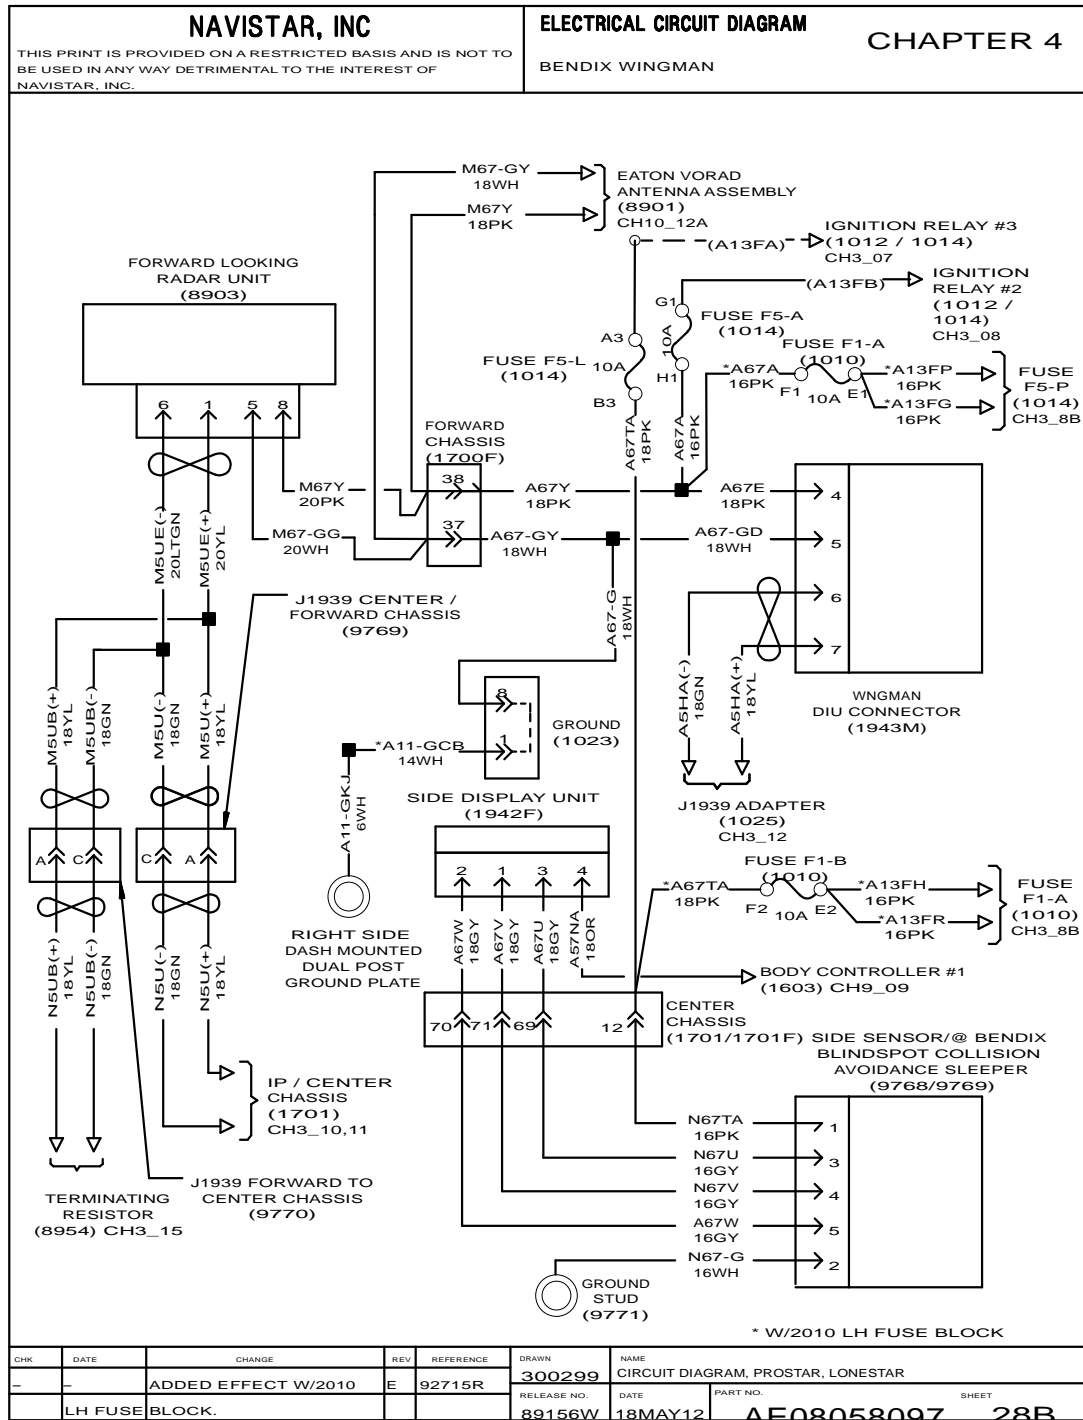 NAVISTAR, INC
THIS PRINT IS PROVIDED ON A RESTRICTED BASIS AND IS NOT TO
BE USED IN ANY WAY DETRIMENTAL TO THE INTEREST OF
NAVISTAR, INC.
ELECTRICAL CIRCUIT DIAGRAM
BENDIX WINGMAN
CHAPTER 4
M67-GY
18WH
M67Y
18PK
EATON VORAD
ANTENNA ASSEMBLY
(8901)
CH10_12A
(A13FA)
IGNITION RELAY #3
(1012 / 1014)
CH3_07
(A13FB)
IGNITION
RELAY #2
(1012 /
1014)
CH3_08
FORWARD LOOKING
RADAR UNIT
(8903)
6 1 5 8
G1
10A
H1
FUSE F5-A
(1014)
A3
10A
B3
FUSE F5-L
(1014)
FUSE F1-A
(1010)
*A67A
16PK
F1 10A E1
*A13FP
16PK
*A13FG
16PK
FUSE
F5-P
(1014)
CH3_8B
A67TA
18PK
A67A
16PK
FORWARD
CHASSIS
(1700F)
38
37
M67Y
20PK
M67-GG
20WH
A67Y
18PK
A67E
18PK
A67-GY
18WH
A67-GD
18WH
4
5
6
7
M5UE(-)
20LTGN
M5UE(+)
20YL
J1939 CENTER /
FORWARD CHASSIS
(9769)
A67-G
18WH
A5HA(-)
18GN
A5HA(+)
18YL
WNGMAN
DIU CONNECTOR
(1943M)
M5UB(+)
18YL
M5UB(-)
18GN
M5U(-)
18GN
M5U(+)
18YL
8
1
GROUND
(1023)
*A11-GCB
14WH
A11-GKJ
6WH
J1939 ADAPTER
(1025)
CH3_12
SIDE DISPLAY UNIT
(1942F)
2 1 3 4
A C C A
FUSE F1-B
(1010)
*A67TA
18PK
F2 10A E2
*A13FH
16PK
*A13FR
16PK
FUSE
F1-A
(1010)
CH3_8B
A67W
18GY
A67V
18GY
A67U
18GY
A57NA
18OR
RIGHT SIDE
DASH MOUNTED
DUAL POST
GROUND PLATE
N5UB(+)
18YL
N5UB(-)
18GN
N5U(-)
18GN
N5U(+)
18YL
BODY CONTROLLER #1
(1603) CH9_09
70 71 69 12
CENTER
CHASSIS
(1701/1701F)
SIDE SENSOR/@ BENDIX
BLINDSPOT COLLISION
AVOIDANCE SLEEPER
(9768/9769)
IP / CENTER
CHASSIS
(1701)
CH3_10,11
N67TA
16PK
1
N67U
16GY
3
N67V
16GY
4
A67W
16GY
5
N67-G
16WH
2
J1939 FORWARD TO
CENTER CHASSIS
(9770)
TERMINATING
RESISTOR
(8954) CH3_15
GROUND
STUD
(9771)
* W/2010 LH FUSE BLOCK
CHK DATE CHANGE REV REFERENCE
– – ADDED EFFECT W/2010 E 92715R
LH FUSE BLOCK.
DRAWN
300299
NAME
CIRCUIT DIAGRAM, PROSTAR, LONESTAR
RELEASE NO.
89156W
DATE
18MAY12
PART NO.
AE08058097
SHEET
28B